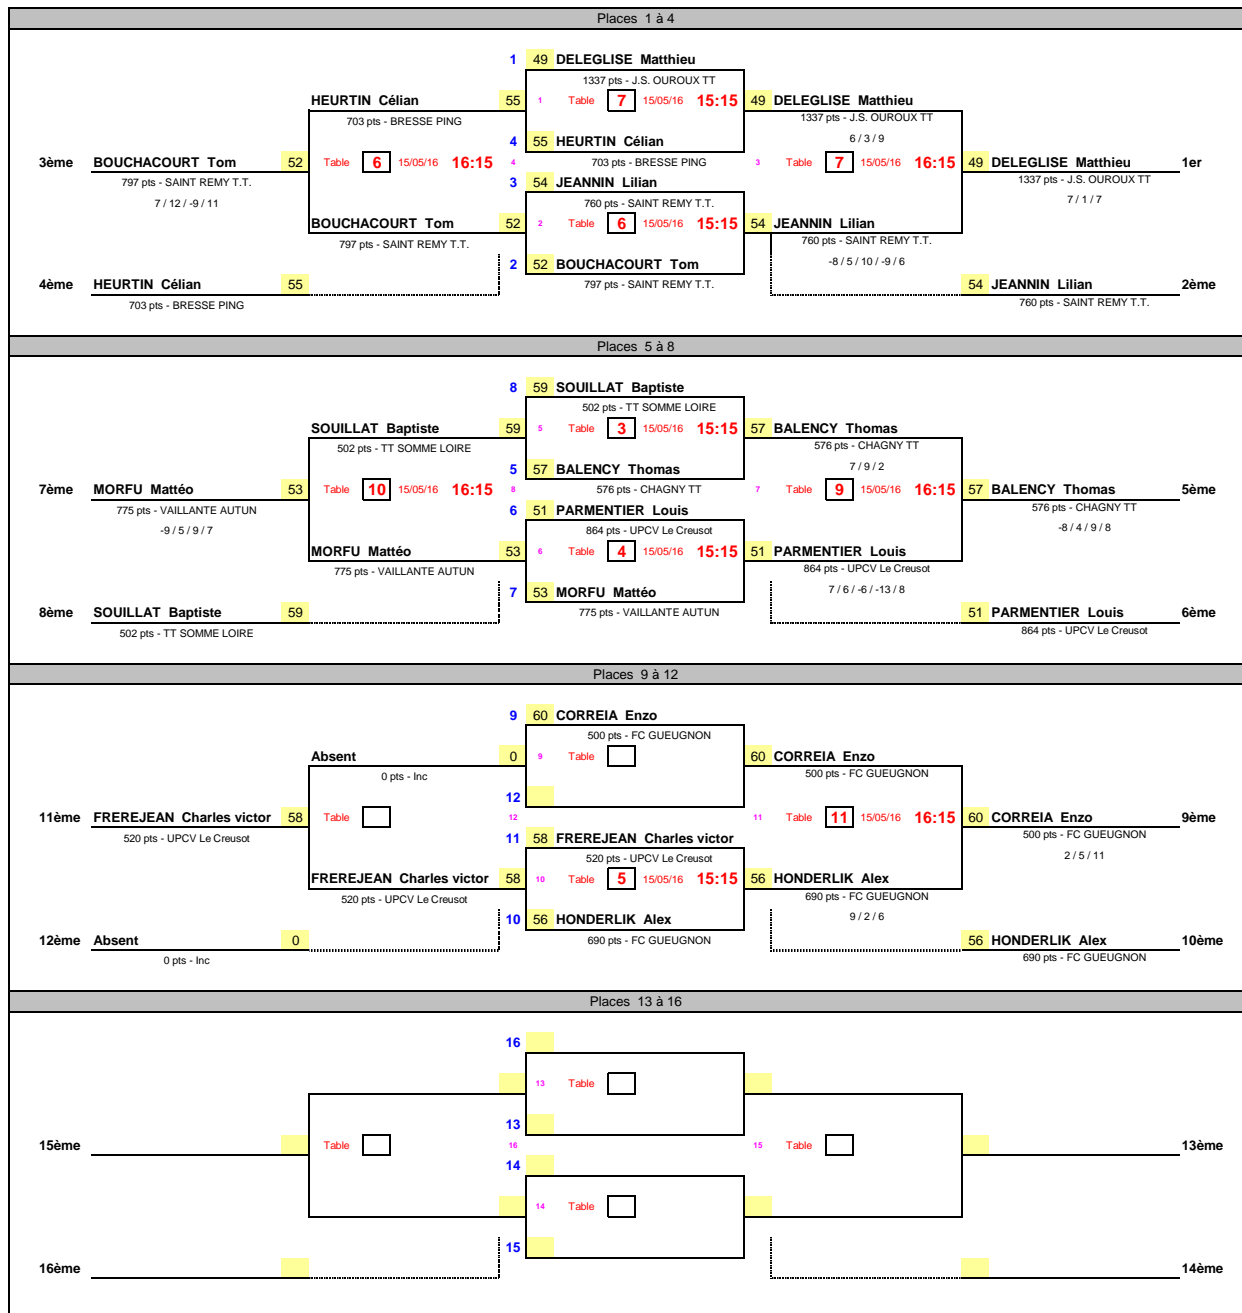 Places 1 à 4
1 49 DELEGLISE Matthieu
1337 pts - J.S. OUROUX TT
HEURTIN Célian 55 1 Table 7 15/05/16 15:15 49 DELEGLISE Matthieu
703 pts - BRESSE PING 1337 pts - J.S. OUROUX TT
4 55 HEURTIN Célian 6 / 3 / 9
3ème BOUCHACOURT Tom 52 Table 6 15/05/16 16:15 4 703 pts - BRESSE PING 3 Table 7 15/05/16 16:15 49 DELEGLISE Matthieu 1er
797 pts - SAINT REMY T.T. 3 54 JEANNIN Lilian 1337 pts - J.S. OUROUX TT
7 / 12 / -9 / 11 760 pts - SAINT REMY T.T. 7 / 1 / 7
BOUCHACOURT Tom 52 2 Table 6 15/05/16 15:15 54 JEANNIN Lilian
797 pts - SAINT REMY T.T. 760 pts - SAINT REMY T.T.
2 52 BOUCHACOURT Tom -8 / 5 / 10 / -9 / 6
4ème HEURTIN Célian 55 797 pts - SAINT REMY T.T. 54 JEANNIN Lilian 2ème
703 pts - BRESSE PING 760 pts - SAINT REMY T.T.
Places 5 à 8
8 59 SOUILLAT Baptiste
502 pts - TT SOMME LOIRE
SOUILLAT Baptiste 59 5 Table 3 15/05/16 15:15 57 BALENCY Thomas
502 pts - TT SOMME LOIRE 576 pts - CHAGNY TT
5 57 BALENCY Thomas 7 / 9 / 2
7ème MORFU Mattéo 53 Table 10 15/05/16 16:15 8 576 pts - CHAGNY TT 7 Table 9 15/05/16 16:15 57 BALENCY Thomas 5ème
775 pts - VAILLANTE AUTUN 6 51 PARMENTIER Louis 576 pts - CHAGNY TT
-9 / 5 / 9 / 7 864 pts - UPCV Le Creusot -8 / 4 / 9 / 8
MORFU Mattéo 53 6 Table 4 15/05/16 15:15 51 PARMENTIER Louis
775 pts - VAILLANTE AUTUN 864 pts - UPCV Le Creusot
7 53 MORFU Mattéo 7 / 6 / -6 / -13 / 8
8ème SOUILLAT Baptiste 59 775 pts - VAILLANTE AUTUN 51 PARMENTIER Louis 6ème
502 pts - TT SOMME LOIRE 864 pts - UPCV Le Creusot
Places 9 à 12
9 60 CORREIA Enzo
500 pts - FC GUEUGNON
Absent 0 9 Table 60 CORREIA Enzo
0 pts - Inc 500 pts - FC GUEUGNON
12
11ème FREREJEAN Charles victor 58 Table 12 11 Table 11 15/05/16 16:15 60 CORREIA Enzo 9ème
520 pts - UPCV Le Creusot 11 58 FREREJEAN Charles victor 500 pts - FC GUEUGNON
520 pts - UPCV Le Creusot 2 / 5 / 11
FREREJEAN Charles victor 58 10 Table 5 15/05/16 15:15 56 HONDERLIK Alex
520 pts - UPCV Le Creusot 690 pts - FC GUEUGNON
10 56 HONDERLIK Alex 9 / 2 / 6
12ème Absent 0 690 pts - FC GUEUGNON 56 HONDERLIK Alex 10ème
0 pts - Inc 690 pts - FC GUEUGNON
Places 13 à 16
16
13 Table
13
15ème Table 16 15 Table 13ème
14
14 Table
15
16ème 14ème